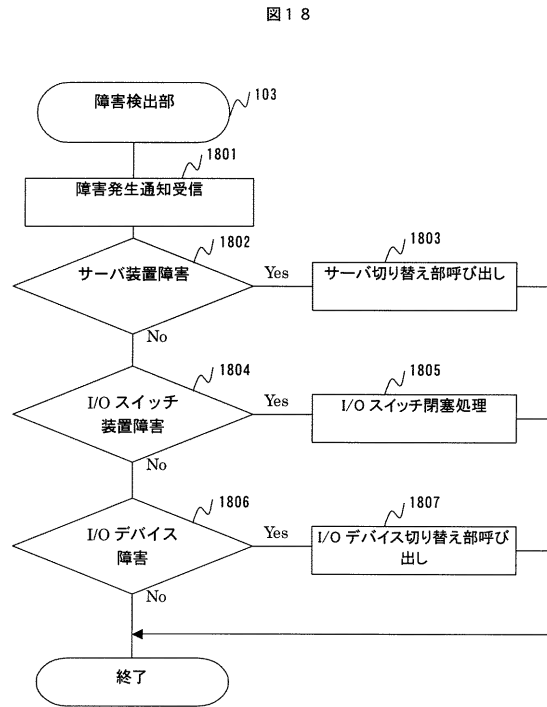 図18
障害検出部
103
1801
障害発生通知受信
1802
サーバ装置障害
Yes
1803
サーバ切り替え部呼び出し
No
1804
I/O スイッチ
装置障害
Yes
1805
I/O スイッチ閉塞処理
No
1806
I/O デバイス
障害
Yes
1807
I/O デバイス切り替え部呼び
出し
No
終了